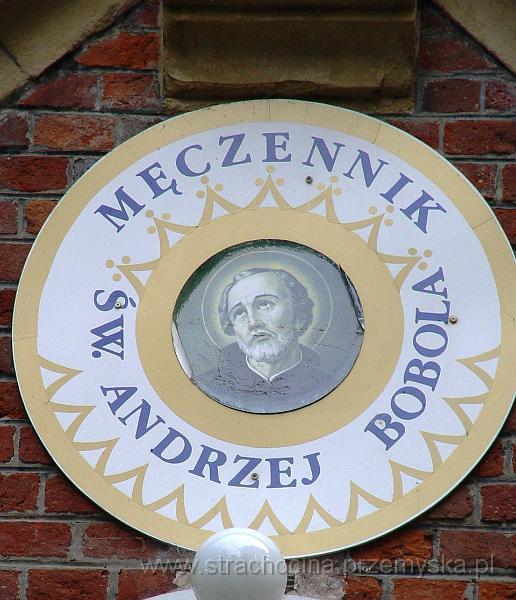 MĘCZENNIK
ŚW. ANDRZEJ BOBOLA
www.strachocina.przemyska.pl